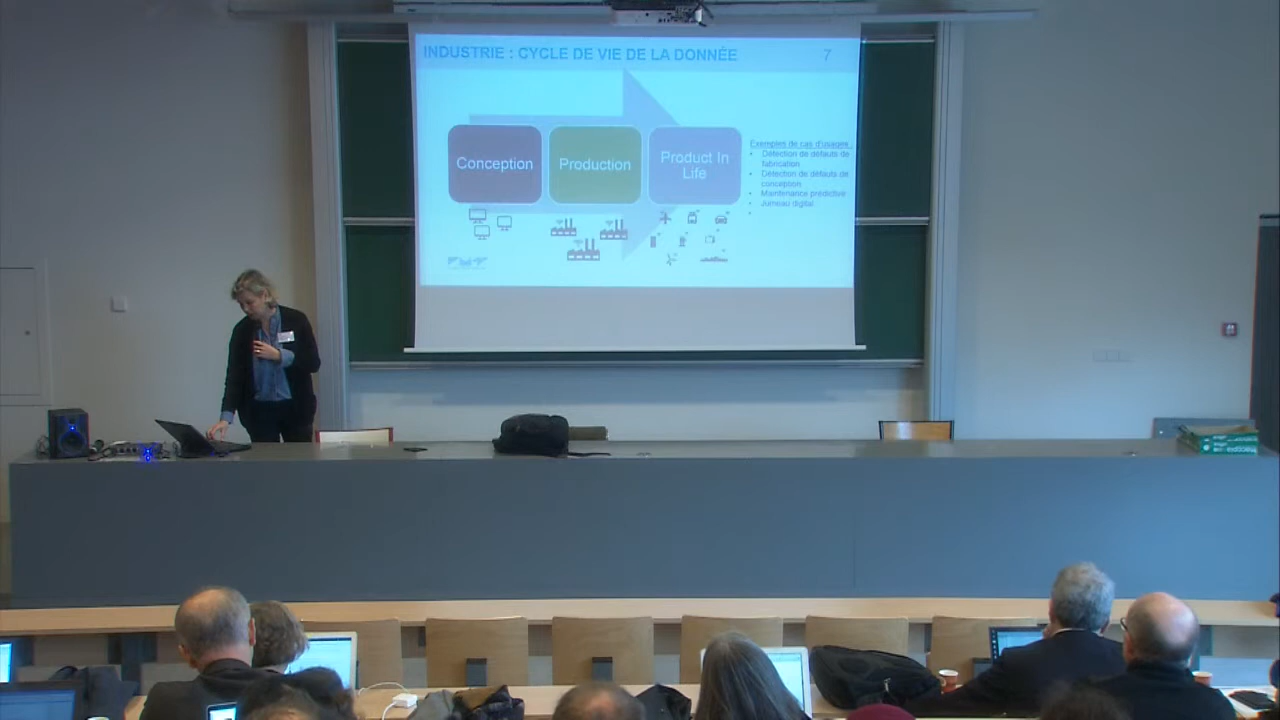 INDUSTRIE : CYCLE DE VIE DE LA DONNÉE
7
Conception
Production
Product In
Life
Exemples de cas d'usages :
• Détection de défauts de
fabrication
• Détection de défauts de
conception
• Maintenance prédictive
• Jumeau digital
•